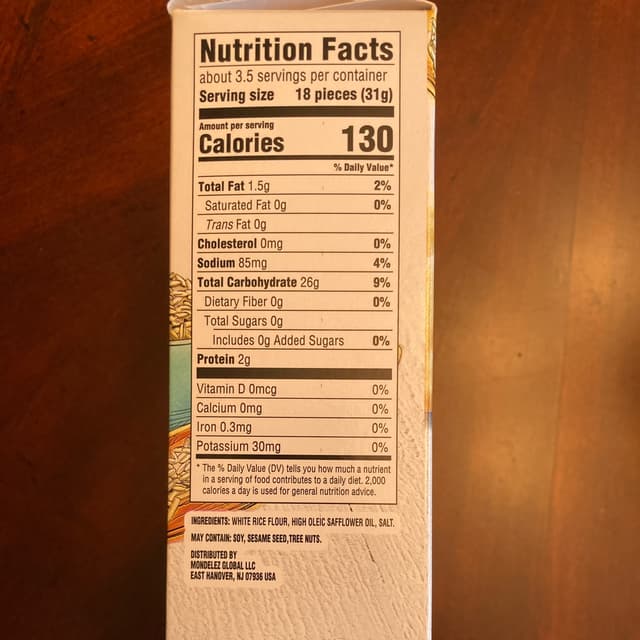 Nutrition Facts
about 3.5 servings per container
Serving size 18 pieces (31g)
Amount per serving
Calories 130
% Daily Value*
Total Fat 1.5g 2%
Saturated Fat 0g 0%
Trans Fat 0g
Cholesterol 0mg 0%
Sodium 85mg 4%
Total Carbohydrate 26g 9%
Dietary Fiber 0g 0%
Total Sugars 0g
Includes 0g Added Sugars 0%
Protein 2g
Vitamin D 0mcg 0%
Calcium 0mg 0%
Iron 0.3mg 0%
Potassium 30mg 0%
* The % Daily Value (DV) tells you how much a nutrient
in a serving of food contributes to a daily diet. 2,000
calories a day is used for general nutrition advice.
INGREDIENTS: WHITE RICE FLOUR, HIGH OLEIC SAFFLOWER OIL, SALT.
MAY CONTAIN: SOY, SESAME SEED,TREE NUTS.
DISTRIBUTED BY
MONDELEZ GLOBAL LLC
EAST HANOVER, NJ 07936 USA